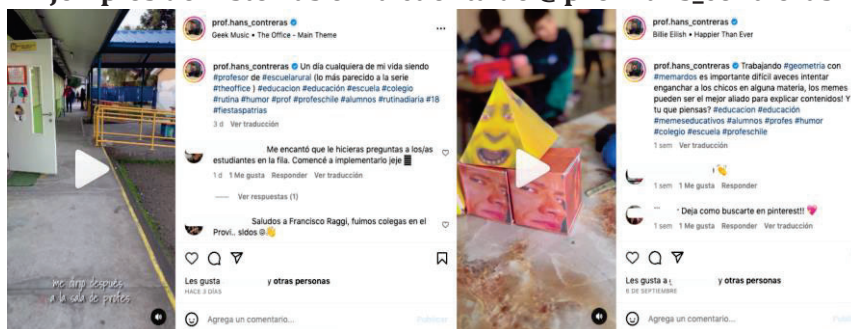 prof.hans_contreras
Geek Music • The Office - Main Theme
prof.hans_contreras Un día cualquiera de mi vida siendo
#profesor de #escuelarural (lo más parecido a la serie
#theoffice ) #educacion #educación #escuela #colegio
#rutina #humor #prof #profeschile #alumnos #rutinadiaria #18
#fiestaspatrias
3 d Ver traducción
Me encantó que le hicieras preguntas a los/as
estudiantes en la fila. Comencé a implementarlo jeje
1 d 1 Me gusta Responder Ver traducción
Ver respuestas (1)
Saludos a Francisco Raggi, fuimos colegas en el
Provi.. sldos
Les gusta y otras personas
HACE 3 DÍAS
Agrega un comentario...
Publicar
me dirijo después
a la sala de profes
prof.hans_contreras
Billie Eilish • Happier Than Ever
prof.hans_contreras Trabajando #geometria con
#memardos es importante difícil aveces intentar
enganchar a los chicos en alguna materia, los memes
pueden ser el mejor aliado para explicar contenidos! Y
tu que piensas? #educacion #educación
#memeseducativos #alumnos #profes #humor
#colegio #escuela #profeschile
1 sem Ver traducción
1 sem 1 Me gusta Responder
Deja como buscarte en pinterest!!
1 sem 1 Me gusta Responder Ver traducción
Les gusta a y otras personas
6 DE SEPTIEMBRE
Agrega un comentario...